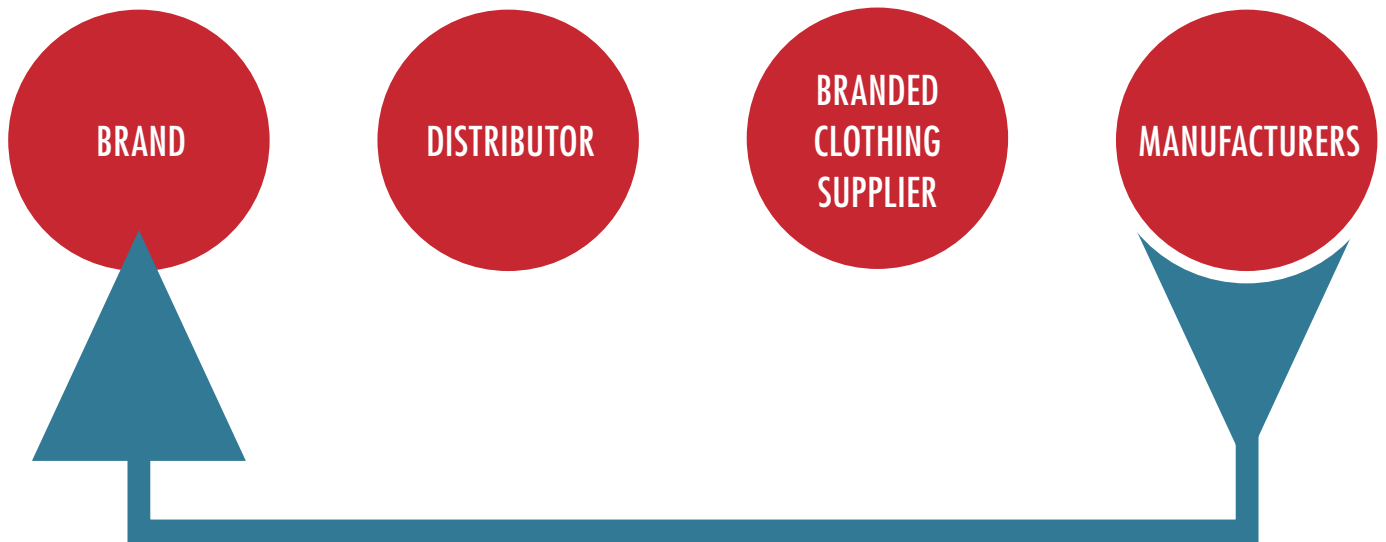 BRAND
DISTRIBUTOR
BRANDED
CLOTHING
SUPPLIER
MANUFACTURERS